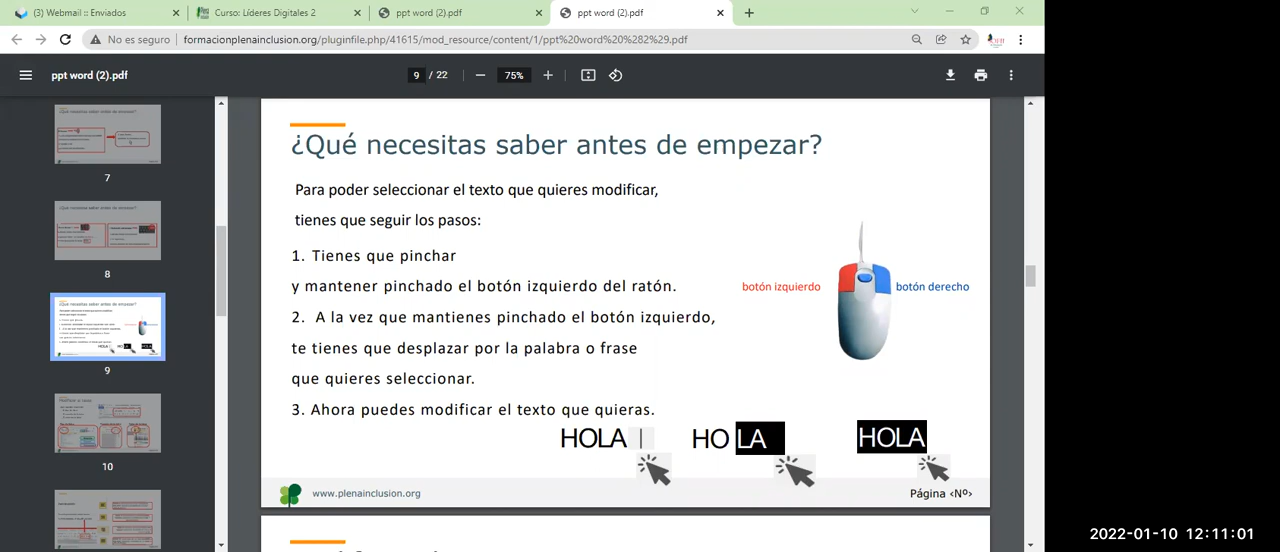 (3) Webmail :: Enviados
Curso: Líderes Digitales 2
ppt word (2).pdf
ppt word (2).pdf
No es seguro
formacionplenainclusion.org/pluginfile.php/41615/mod_resource/content/1/ppt%20word%20%282%29.pdf
ppt word (2).pdf
9 / 22
75%
7
8
9
10
¿Qué necesitas saber antes de empezar?
Para poder seleccionar el texto que quieres modificar,
tienes que seguir los pasos:
1. Tienes que pinchar
y mantener pinchado el botón izquierdo del ratón.
2. A la vez que mantienes pinchado el botón izquierdo,
te tienes que desplazar por la palabra o frase
que quieres seleccionar.
3. Ahora puedes modificar el texto que quieras.
botón izquierdo
botón derecho
HOLA
HO LA
HOLA
www.plenainclusion.org
Página ‹Nº›
2022-01-10 12:11:01